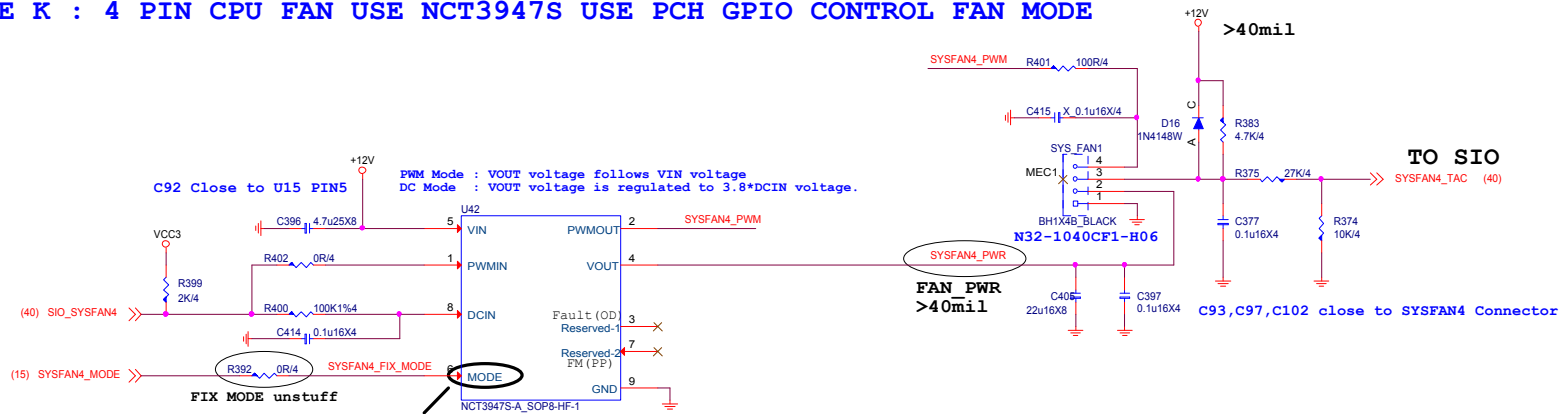 E K : 4 PIN CPU FAN USE NCT3947S USE PCH GPIO CONTROL FAN MODE
+12V
>40mil
SYSFAN4_PWM
R401
100R/4
C415
X_0.1u16X/4
D16
1N4148W
C
A
R383
4.7K/4
SYS_FAN1
MEC1
4
3
2
1
BH1X4B_BLACK
N32-1040CF1-H06
TO SIO
R375
27K/4
SYSFAN4_TAC
(40)
C377
0.1u16X4
R374
10K/4
+12V
C92 Close to U15 PIN5
PWM Mode : VOUT voltage follows VIN voltage
DC Mode : VOUT voltage is regulated to 3.8*DCIN voltage.
U42
C396
4.7u25X8
5
VIN
PWMOUT
2
SYSFAN4_PWM
VCC3
R402
0R/4
1
PWMIN
VOUT
4
SYSFAN4_PWR
FAN_PWR
>40mil
R399
2K/4
C405
22u16X8
C397
0.1u16X4
C93,C97,C102 close to SYSFAN4 Connector
(40)
SIO_SYSFAN4
R400
100K1%4
8
DCIN
Fault(OD)
Reserved-1
3
C414
0.1u16X4
Reserved-2
FM(PP)
7
(15)
SYSFAN4_MODE
R392
0R/4
SYSFAN4_FIX_MODE
6
MODE
GND
9
FIX MODE unstuff
NCT3947S-A_SOP8-HF-1